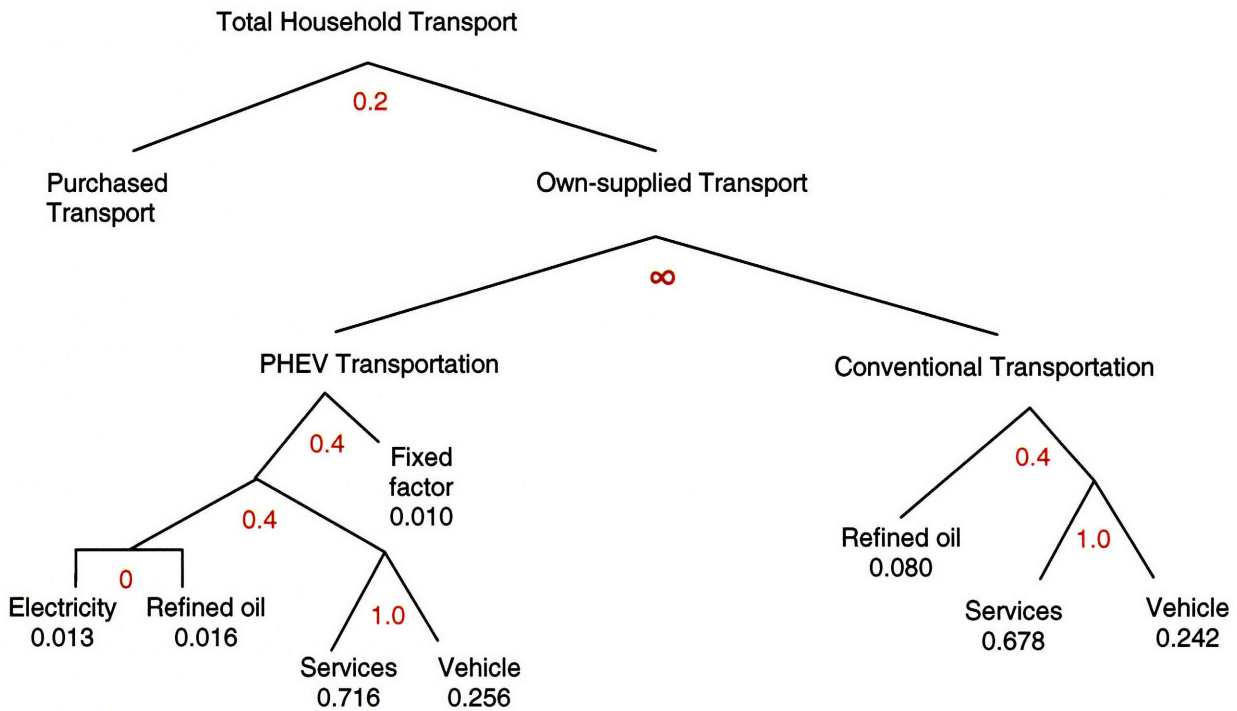 Total Household Transport
0.2
Purchased
Transport
Own-supplied Transport
∞
PHEV Transportation
Conventional Transportation
0.4
Fixed
factor
0.010
0.4
0.4
Refined oil
0.080
1.0
0
Electricity
0.013
Refined oil
0.016
1.0
Services
0.716
Vehicle
0.256
Services
0.678
Vehicle
0.242